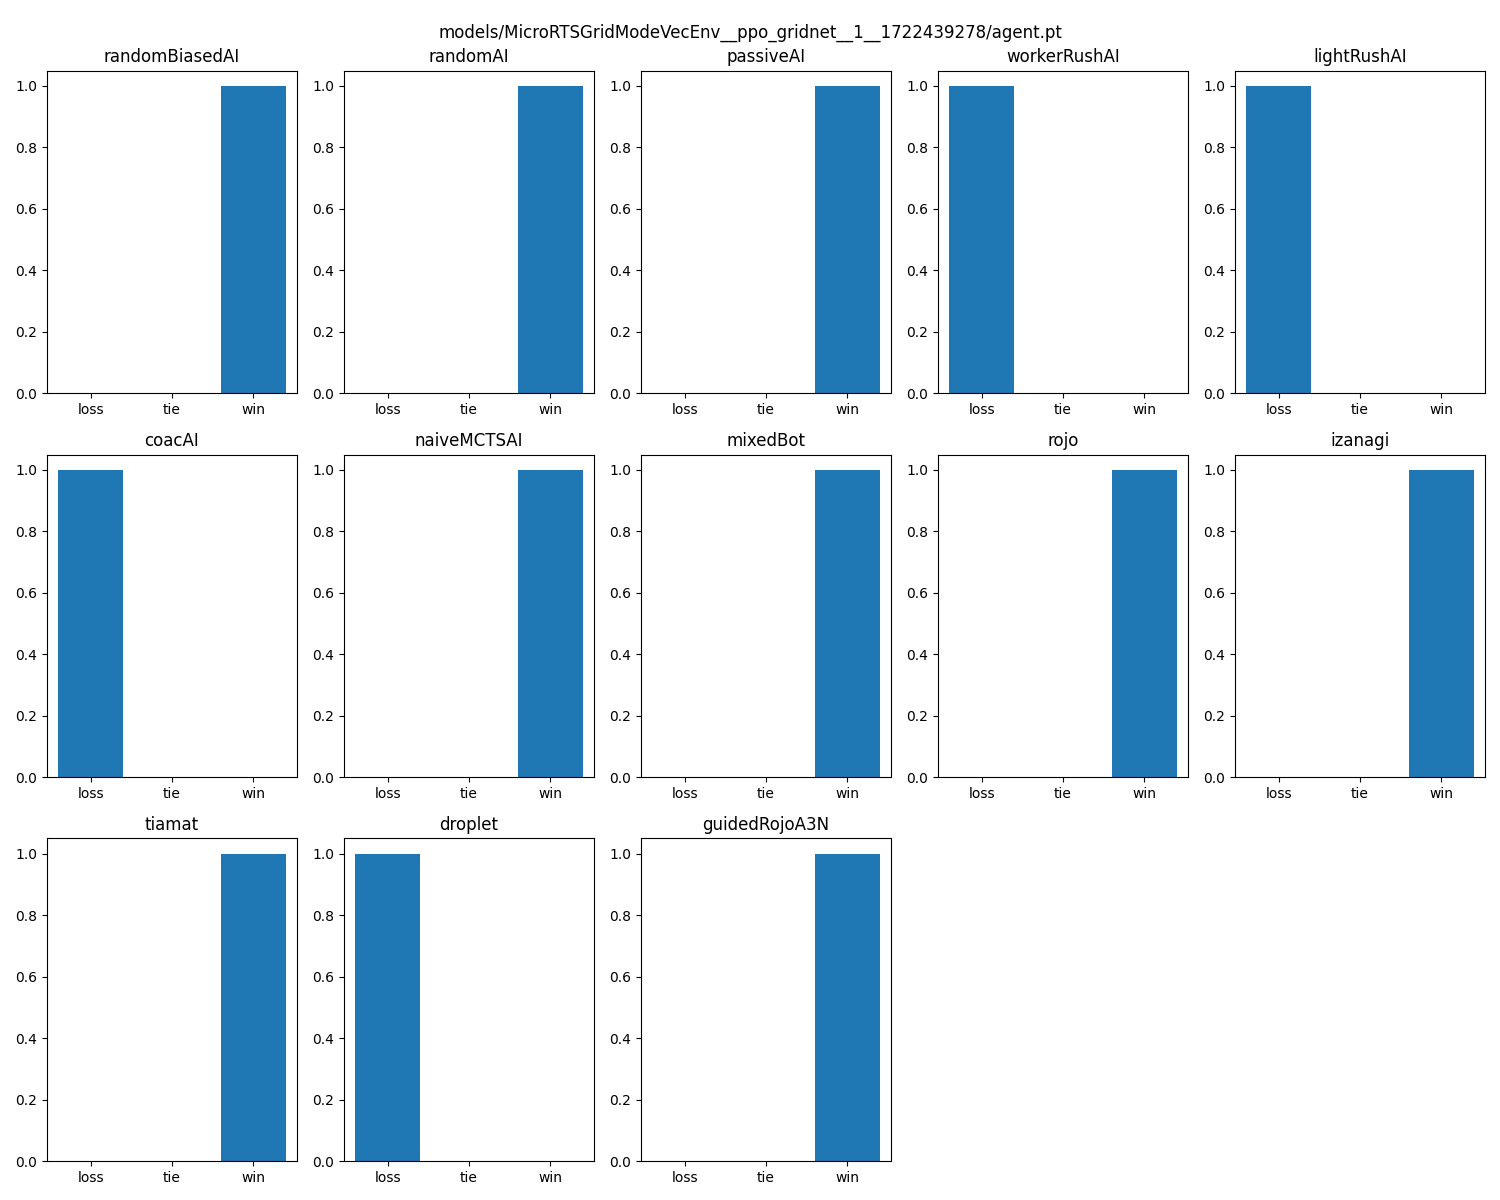 models/MicroRTSGridModeVecEnv__ppo_gridnet__1__1722439278/agent.pt
randomBiasedAI
1.0
0.8
0.6
0.4
0.2
0.0
loss tie win
randomAI
1.0
0.8
0.6
0.4
0.2
0.0
loss tie win
passiveAI
1.0
0.8
0.6
0.4
0.2
0.0
loss tie win
workerRushAI
1.0
0.8
0.6
0.4
0.2
0.0
loss tie win
lightRushAI
1.0
0.8
0.6
0.4
0.2
0.0
loss tie win
coacAI
1.0
0.8
0.6
0.4
0.2
0.0
loss tie win
naiveMCTSAI
1.0
0.8
0.6
0.4
0.2
0.0
loss tie win
mixedBot
1.0
0.8
0.6
0.4
0.2
0.0
loss tie win
rojo
1.0
0.8
0.6
0.4
0.2
0.0
loss tie win
izanagi
1.0
0.8
0.6
0.4
0.2
0.0
loss tie win
tiamat
1.0
0.8
0.6
0.4
0.2
0.0
loss tie win
droplet
1.0
0.8
0.6
0.4
0.2
0.0
loss tie win
guidedRojoA3N
1.0
0.8
0.6
0.4
0.2
0.0
loss tie win